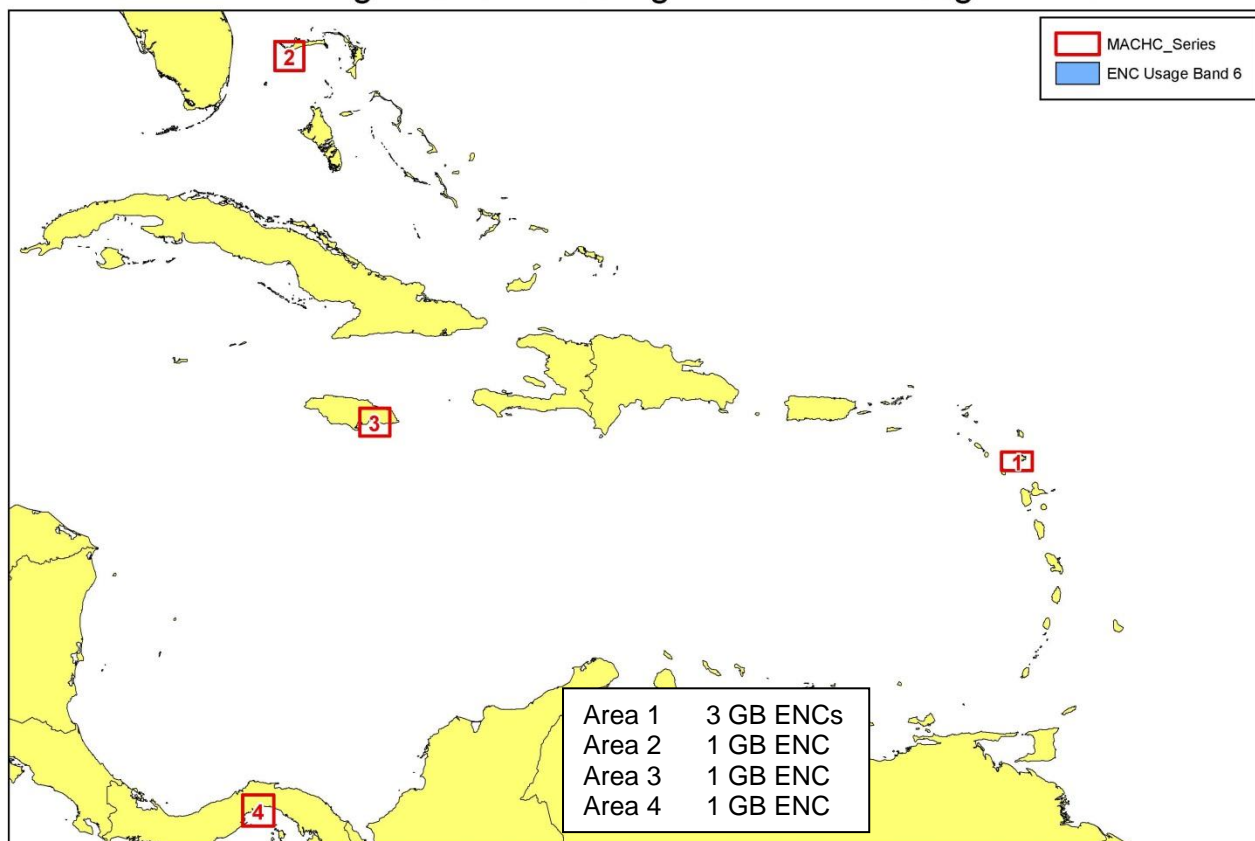 2
MACHC_Series
ENC Usage Band 6
3
1
Area 1 3 GB ENCs
Area 2 1 GB ENC
Area 3 1 GB ENC
Area 4 1 GB ENC
4